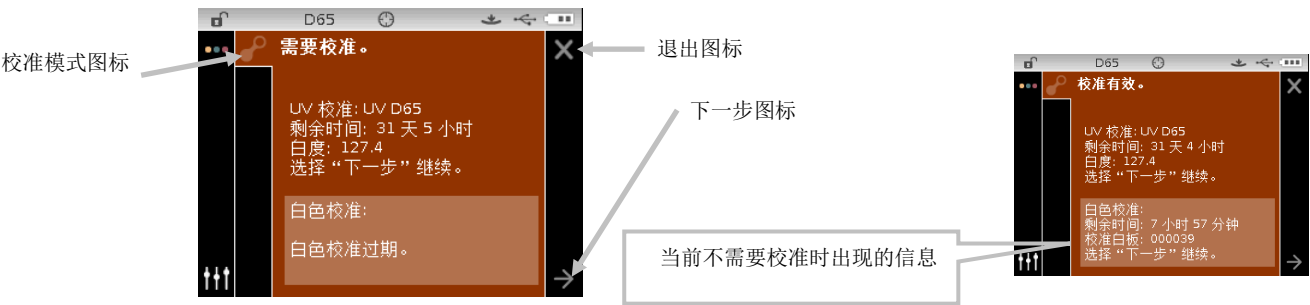 D65
校准模式图标
需要校准。
退出图标
UV 校准: UV D65
剩余时间: 31 天 5 小时
白度: 127.4
选择“下一步”继续。
下一步图标
白色校准:
白色校准过期。
当前不需要校准时出现的信息
D65
校准有效。
UV 校准: UV D65
剩余时间: 31 天 4 小时
白度: 127.4
选择“下一步”继续。
白色校准:
剩余时间: 7 小时 57 分钟
校准白板: 000039
选择“下一步”继续。